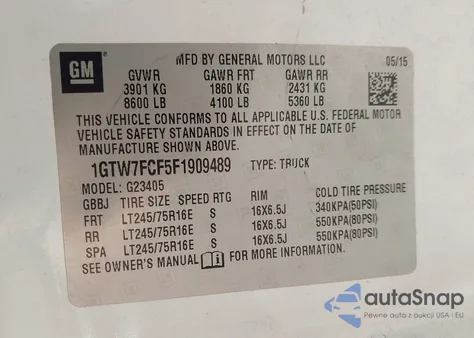 GM
MFD BY GENERAL MOTORS LLC 05/15
GVWR GAWR FRT GAWR RR
3901 KG 1860 KG 2431 KG
8600 LB 4100 LB 5360 LB
THIS VEHICLE CONFORMS TO ALL APPLICABLE U.S. FEDERAL MOTOR
VEHICLE SAFETY STANDARDS IN EFFECT ON THE DATE OF
MANUFACTURE SHOWN ABOVE.
1GTW7FCF5F1909489 TYPE: TRUCK
MODEL: G23405
GBBJ TIRE SIZE SPEED RTG RIM COLD TIRE PRESSURE
FRT LT245/75R16E S 16X6.5J 340KPA(50PSI)
RR LT245/75R16E S 16X6.5J 550KPA(80PSI)
SPA LT245/75R16E S 16X6.5J 550KPA(80PSI)
SEE OWNER'S MANUAL FOR MORE INFORMATION
autoSnap
Pewne auta z aukcji USA i EU